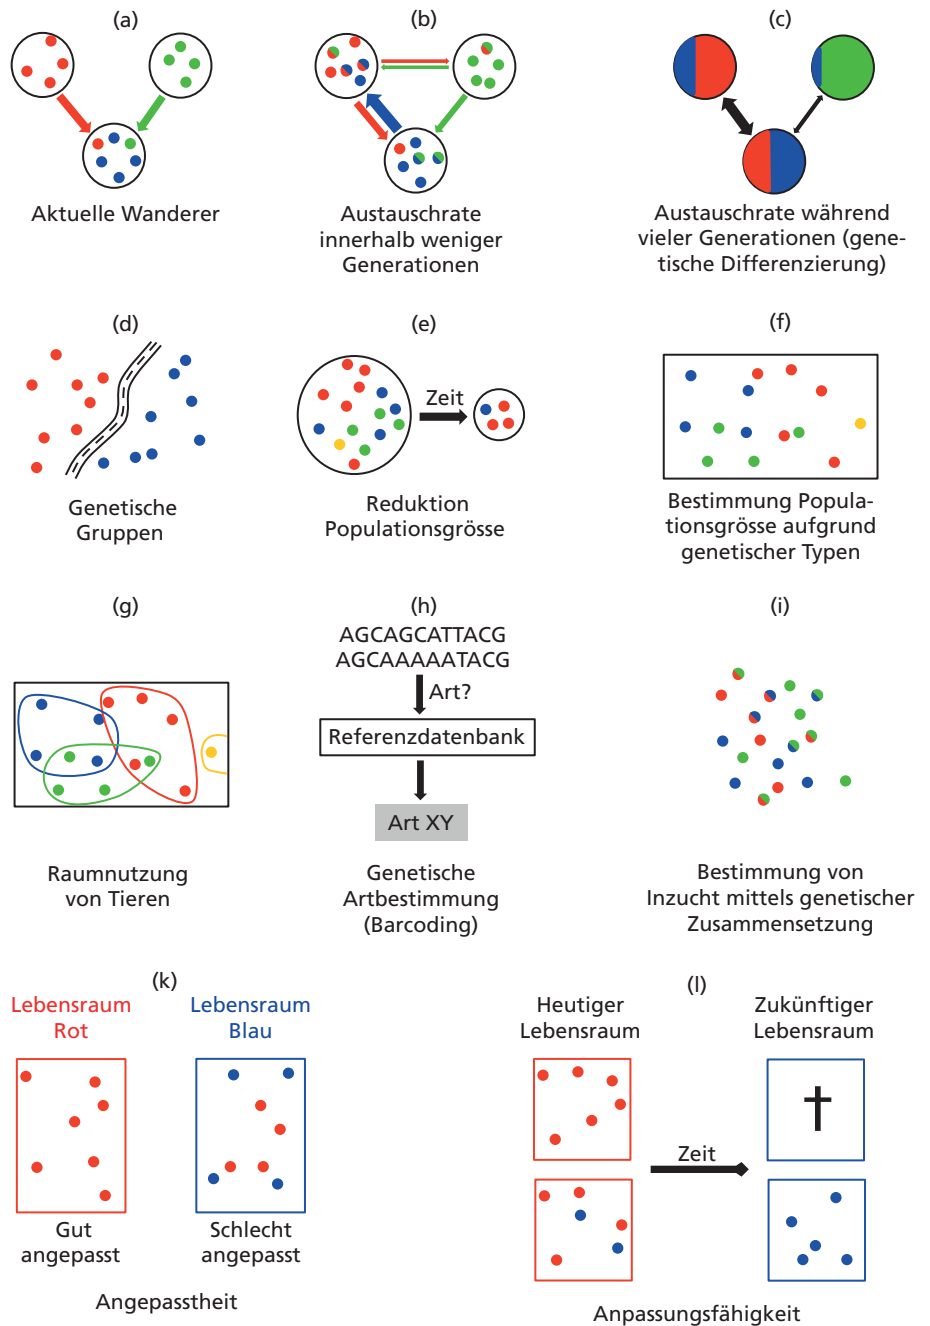 (a)
(b)
(c)
Aktuelle Wanderer
Austauschrate
innerhalb weniger
Generationen
Austauschrate während
vieler Generationen (gene-
tische Differenzierung)
(d)
(e)
(f)
Zeit
Genetische
Gruppen
Reduktion
Populationsgrösse
Bestimmung Popula-
tionsgrösse aufgrund
genetischer Typen
(g)
(h)
(i)
AGCAGCATTACG
AGCAAAAATACG
Art?
Referenzdatenbank
Art XY
Raumnutzung
von Tieren
Genetische
Artbestimmung
(Barcoding)
Bestimmung von
Inzucht mittels genetischer
Zusammensetzung
(k)
Lebensraum
Rot
Lebensraum
Blau
Gut
angepasst
Schlecht
angepasst
Angepasstheit
(l)
Heutiger
Lebensraum
Zukünftiger
Lebensraum
Zeit
Anpassungsfähigkeit